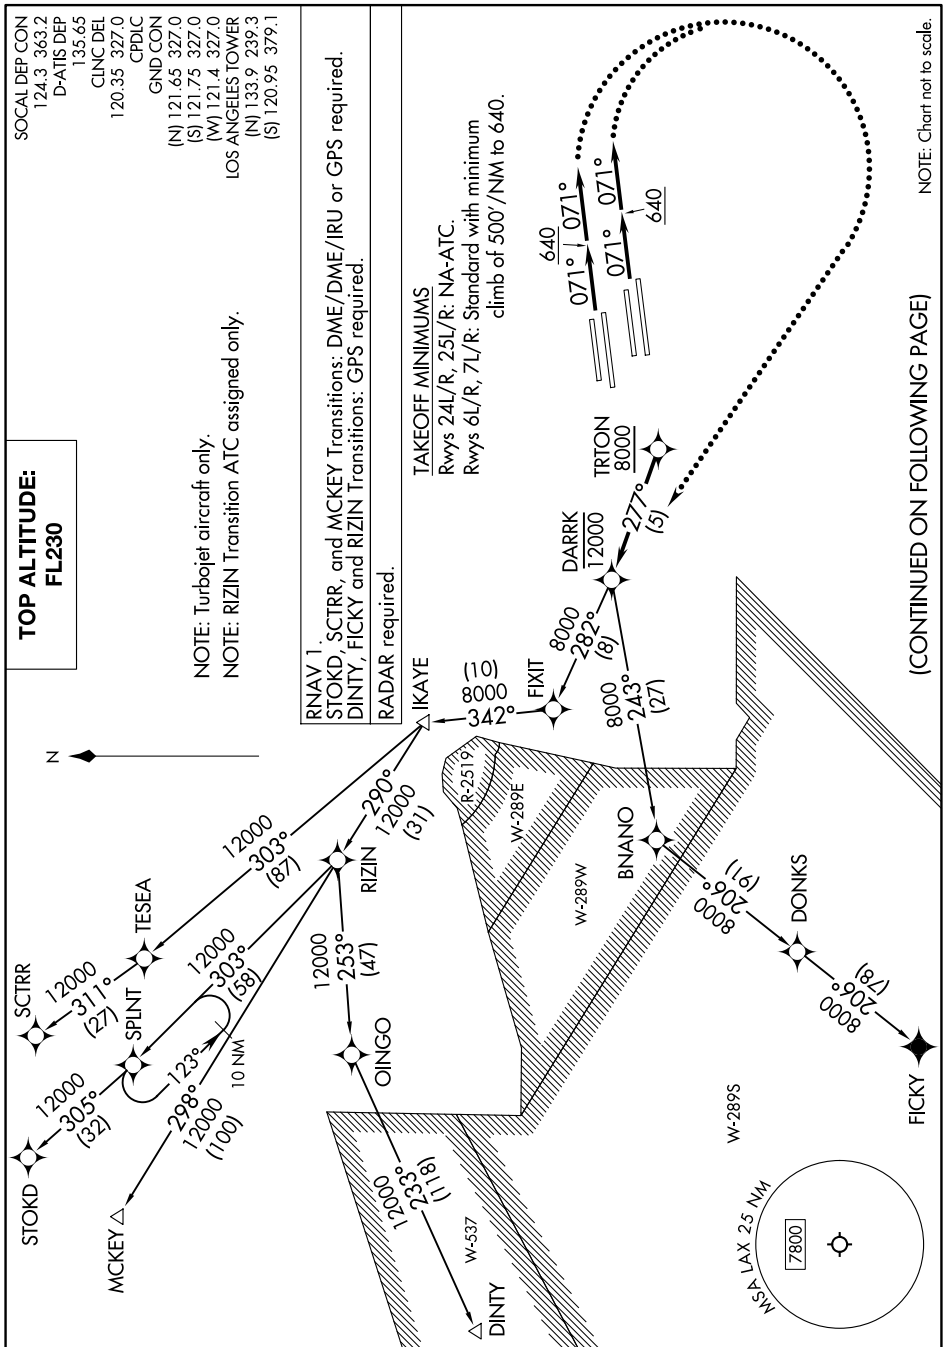 TOP ALTITUDE:
FL230
SOCAL DEP CON
124.3 363.2
D-ATIS DEP
135.65
CLNC DEL
120.35 327.0
CPDLC
GND CON
(N) 121.65 327.0
(S) 121.75 327.0
(W) 121.4 327.0
LOS ANGELES TOWER
(N) 133.9 239.3
(S) 120.95 379.1
NOTE: Turbojet aircraft only.
NOTE: RIZIN Transition ATC assigned only.
RNAV 1.
STOKD, SCTRR, and MCKEY Transitions: DME/DME/IRU or GPS required.
DINTY, FICKY and RIZIN Transitions: GPS required.
RADAR required.
TAKEOFF MINIMUMS
Rwys 24L/R, 25L/R: NA-ATC.
Rwys 6L/R, 7L/R: Standard with minimum
climb of 500'/NM to 640.
N
STOKD
12000
305°
(32)
SCTRR
12000
311°
(27)
TESEA
SPLNT
12000
303°
(87)
12000
303°
(58)
123°
10 NM
MCKEY
298°
12000
(100)
IKAYE
290°
12000
(31)
RIZIN
12000
253°
(47)
OINGO
12000
233°
(118)
DINTY
W-537
(10)
8000
342°
FIXIT
8000
282°
(8)
DARRK
12000
277°
(5)
TRTON
8000
640
071°
071°
071°
071°
640
R-2519
W-289E
W-289W
8000
243°
(27)
BNANO
8000
206°
(91)
DONKS
8000
206°
(78)
FICKY
W-289S
MSA LAX 25 NM
7800
(CONTINUED ON FOLLOWING PAGE)
NOTE: Chart not to scale.